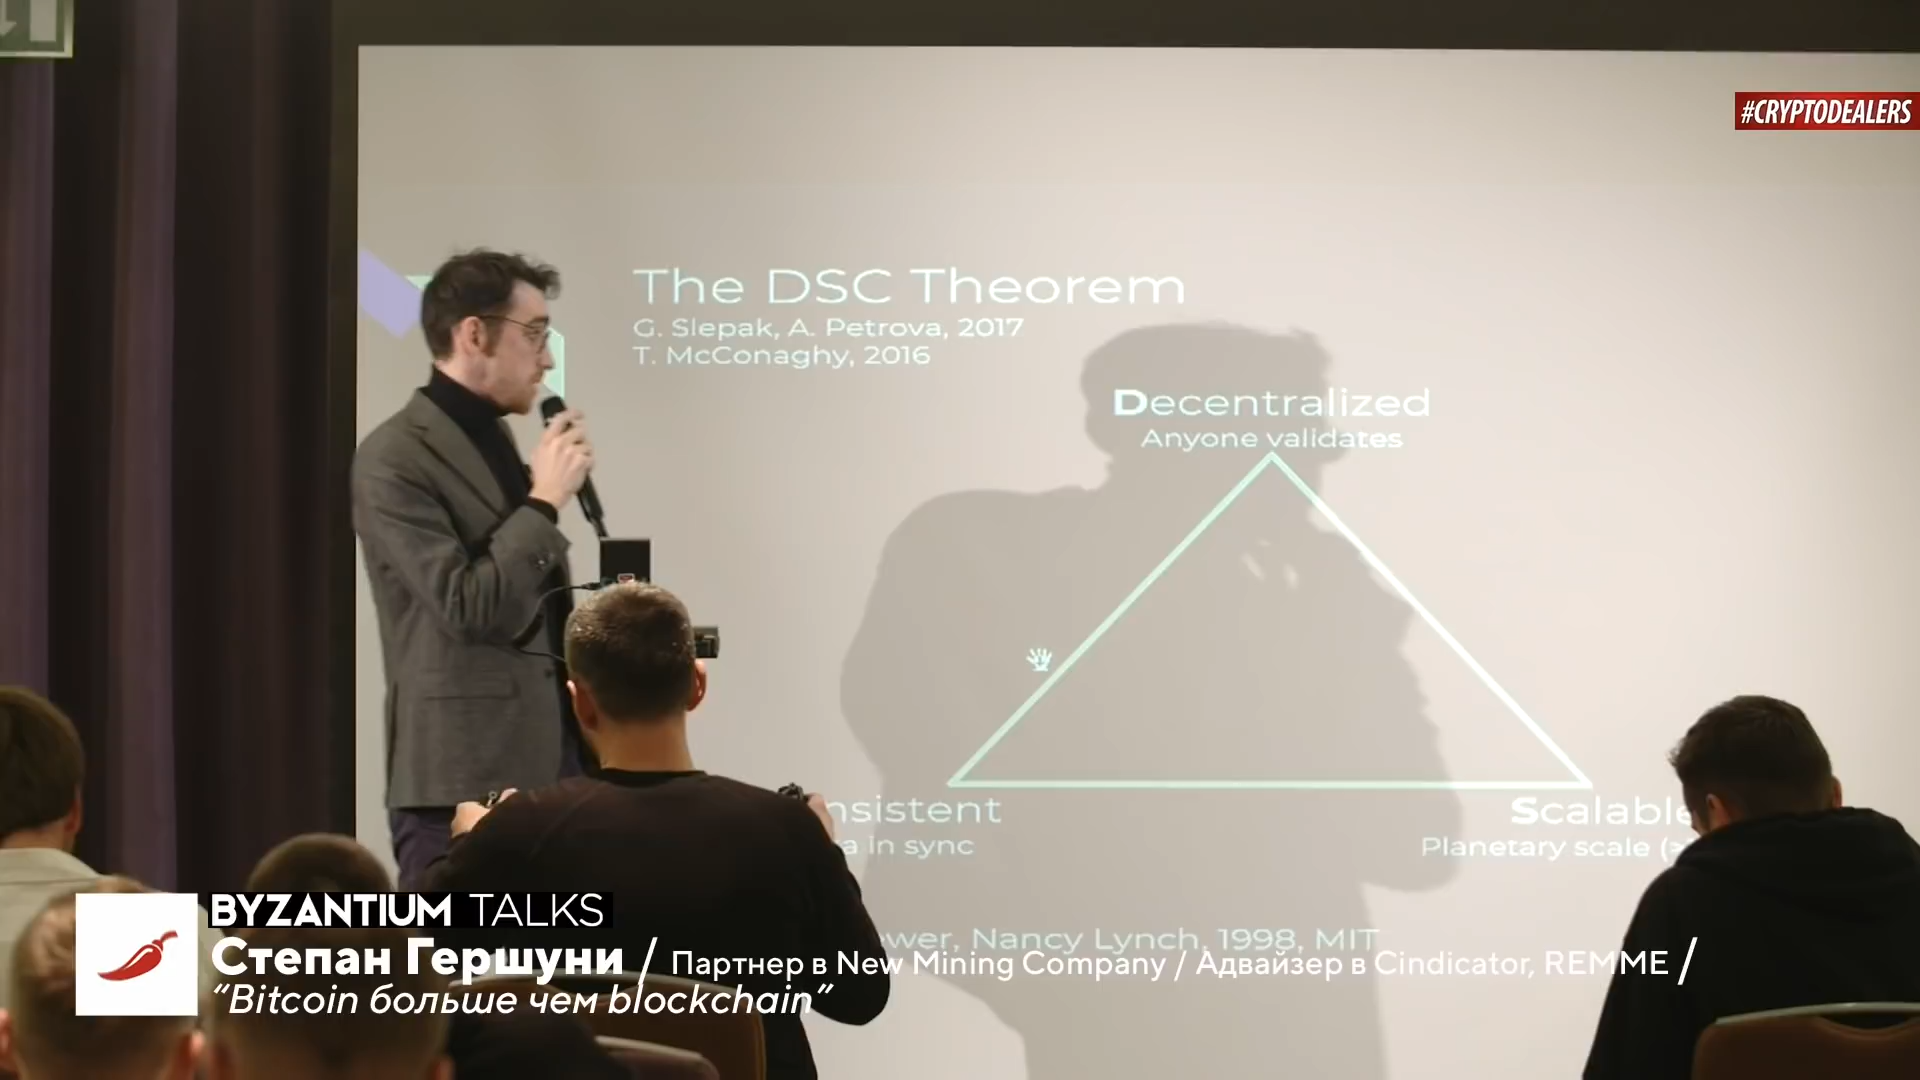 #CRYPTODEALERS
The DSC Theorem
G. Slepak, A. Petrova, 2017
T. McConaghy, 2016
Decentralized
Anyone validates
nsistent
Scalable
a in sync
Planetary scale
wer, Nancy Lynch, 1998, MIT
BYZANTIUM TALKS
Степан Гершуни / Партнер в New Mining Company / Адвайзер в Cindicator, REMME /
“Bitcoin больше чем blockchain”